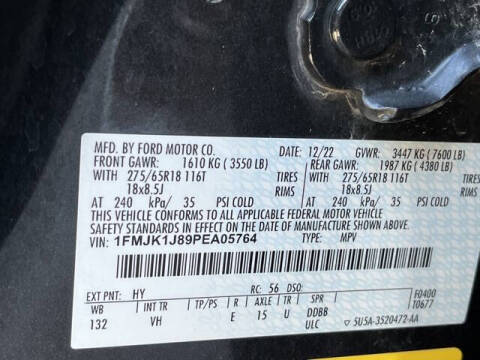 MFD. BY FORD MOTOR CO. 12/22 GVWR: 3447 KG ( 7600 LB)
FRONT GAWR: 1610 KG ( 3550 LB) REAR GAWR: 1987 KG ( 4380 LB)
WITH 275/65R18 116T TIRES WITH 275/65R18 116T TIRES
18x8.5J RIMS 18x8.5J RIMS
AT 240 kPa/ 35 PSI COLD AT 240 kPa/ 35 PSI COLD
THIS VEHICLE CONFORMS TO ALL APPLICABLE FEDERAL MOTOR VEHICLE
SAFETY STANDARDS IN EFFECT ON THE DATE OF MANUFACTURE SHOWN ABOVE.
VIN: 1FMJK1J89PEA05764 TYPE: MPV
EXT PNT: HY RC: 56 DSO: F0400
WB INT TR TP/PS R AXLE TR SPR T0677
132 VH E 15 U DDBB
ULC 5U5A-3520472-AA